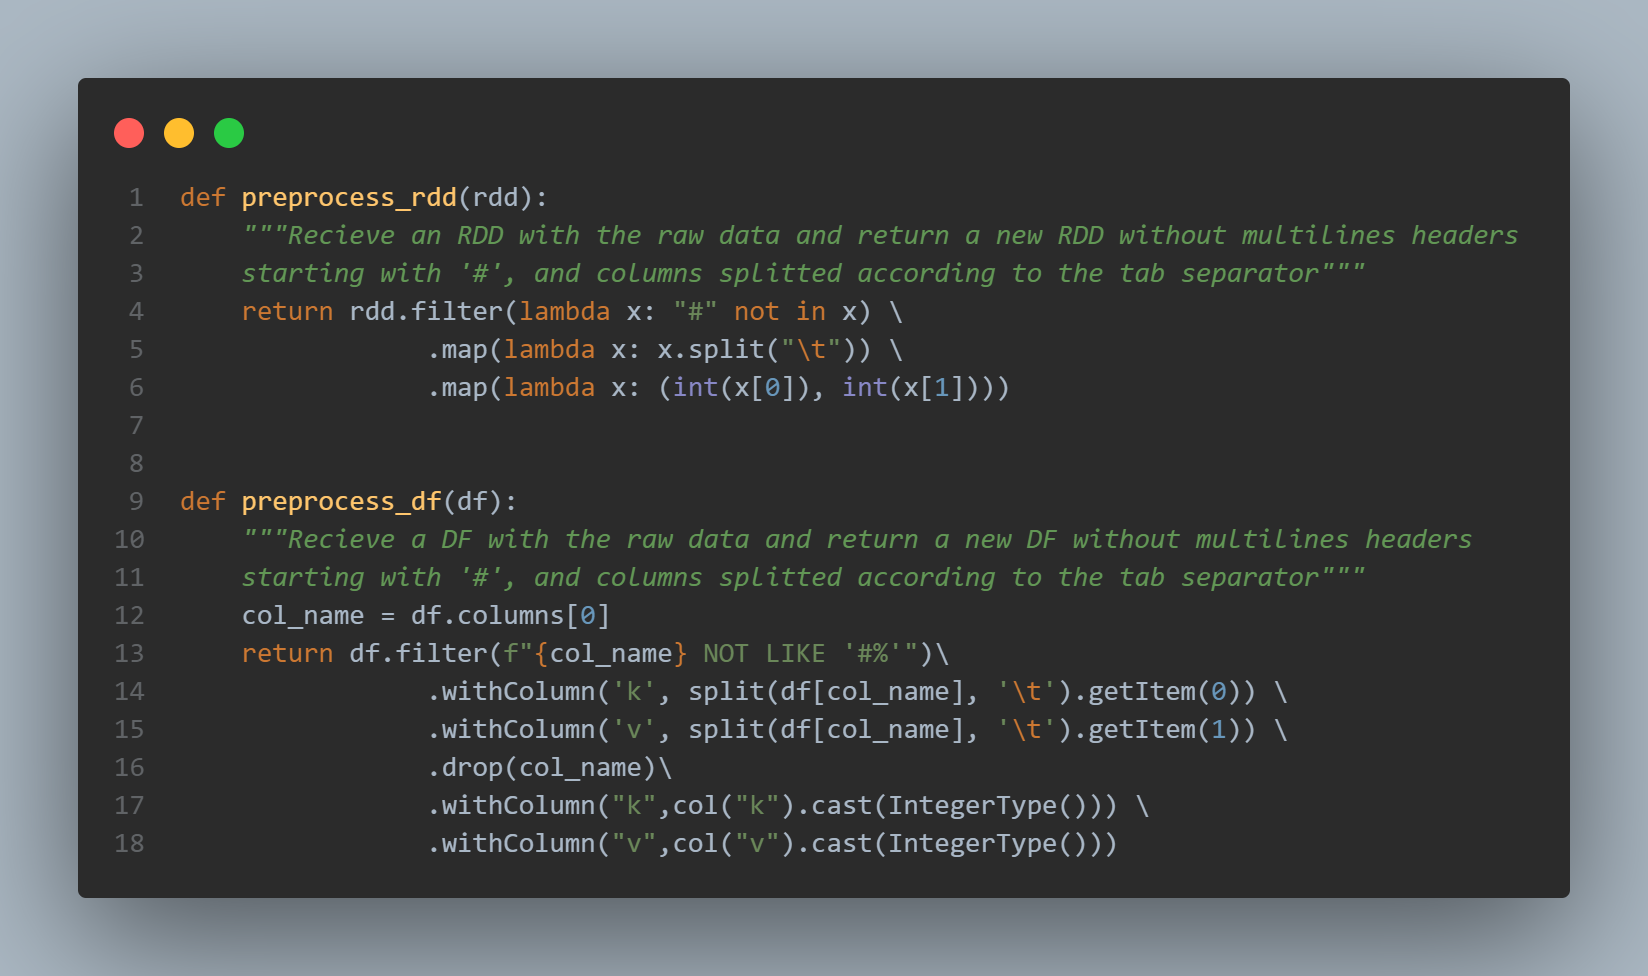 1 def preprocess_rdd(rdd):
2 """Recieve an RDD with the raw data and return a new RDD without multilines headers
3 starting with '#', and columns splitted according to the tab separator"""
4 return rdd.filter(lambda x: "#" not in x) \
5 .map(lambda x: x.split("\t")) \
6 .map(lambda x: (int(x[0]), int(x[1])))
7
8
9 def preprocess_df(df):
10 """Recieve a DF with the raw data and return a new DF without multilines headers
11 starting with '#', and columns splitted according to the tab separator"""
12 col_name = df.columns[0]
13 return df.filter(f"{col_name} NOT LIKE '#%'")\
14 .withColumn('k', split(df[col_name], '\t').getItem(0)) \
15 .withColumn('v', split(df[col_name], '\t').getItem(1)) \
16 .drop(col_name)\
17 .withColumn("k",col("k").cast(IntegerType())) \
18 .withColumn("v",col("v").cast(IntegerType()))